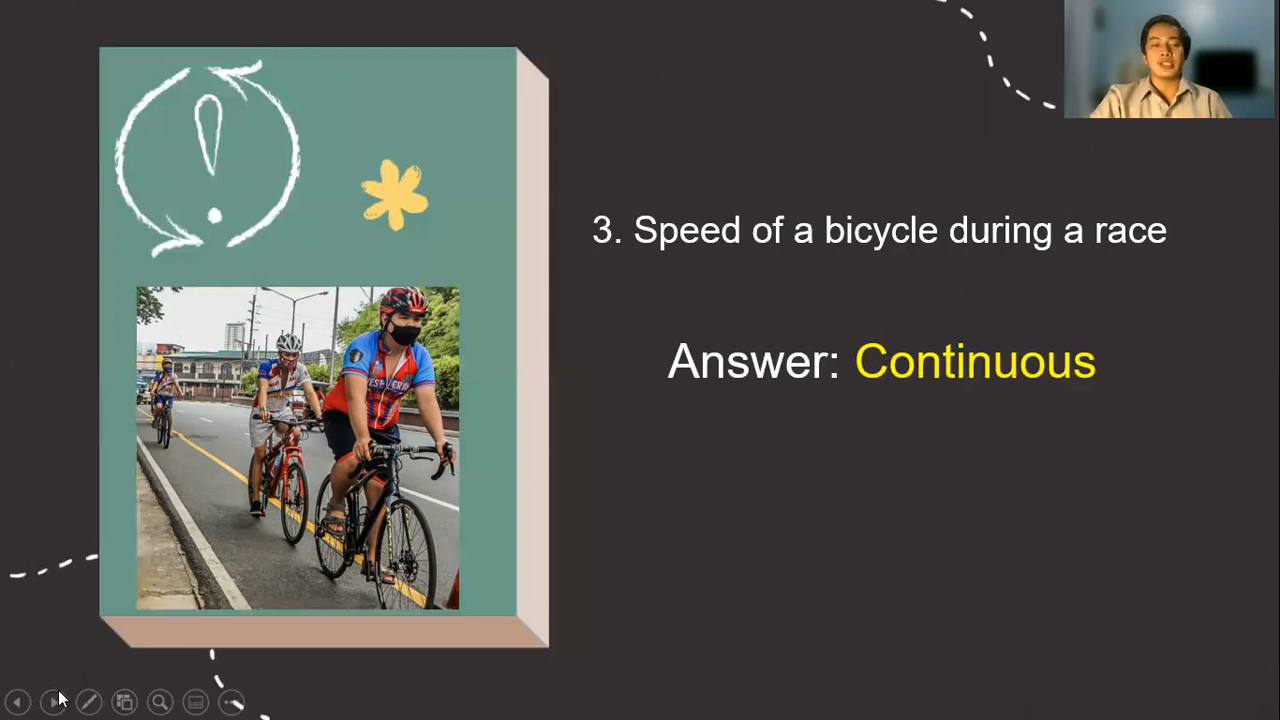 3. Speed of a bicycle during a race
Answer: Continuous